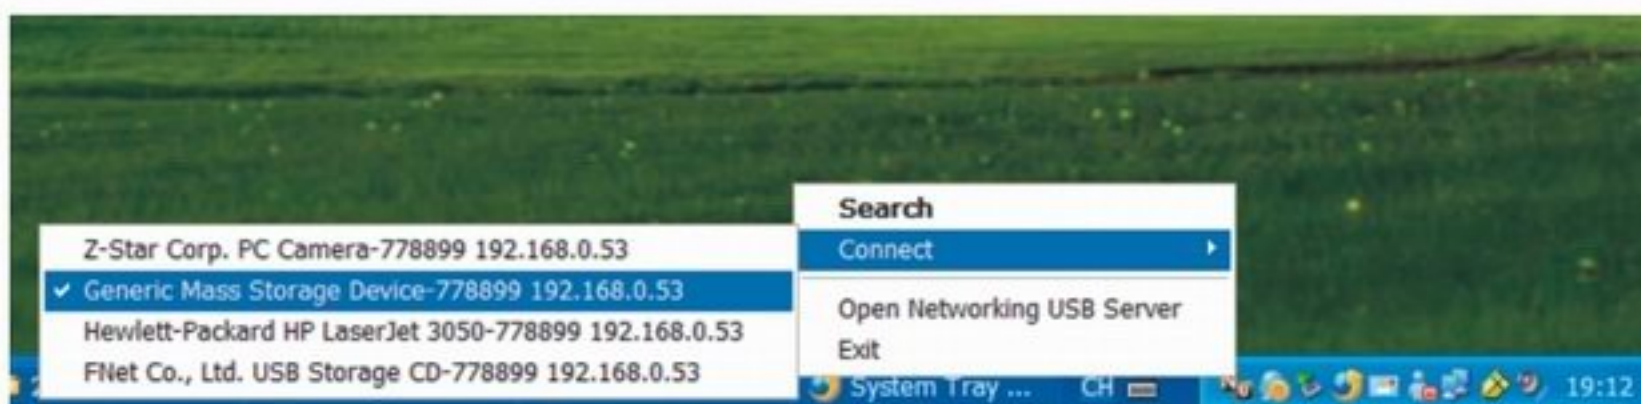 Search
Connect
Open Networking USB Server
Exit
Z-Star Corp. PC Camera-778899 192.168.0.53
Generic Mass Storage Device-778899 192.168.0.53
Hewlett-Packard HP LaserJet 3050-778899 192.168.0.53
FNet Co., Ltd. USB Storage CD-778899 192.168.0.53
System Tray ... CH 19:12